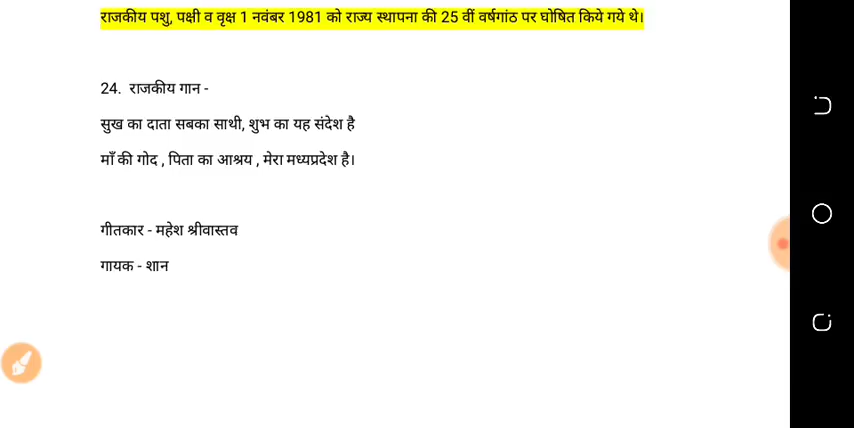 राजकीय पशु, पक्षी व वृक्ष 1 नवंबर 1981 को राज्य स्थापना की 25 वीं वर्षगांठ पर घोषित किये गये थे।
24. राजकीय गान -
सुख का दाता सबका साथी, शुभ का यह संदेश है
माँ की गोद , पिता का आश्रय , मेरा मध्यप्रदेश है।
गीतकार - महेश श्रीवास्तव
गायक - शान